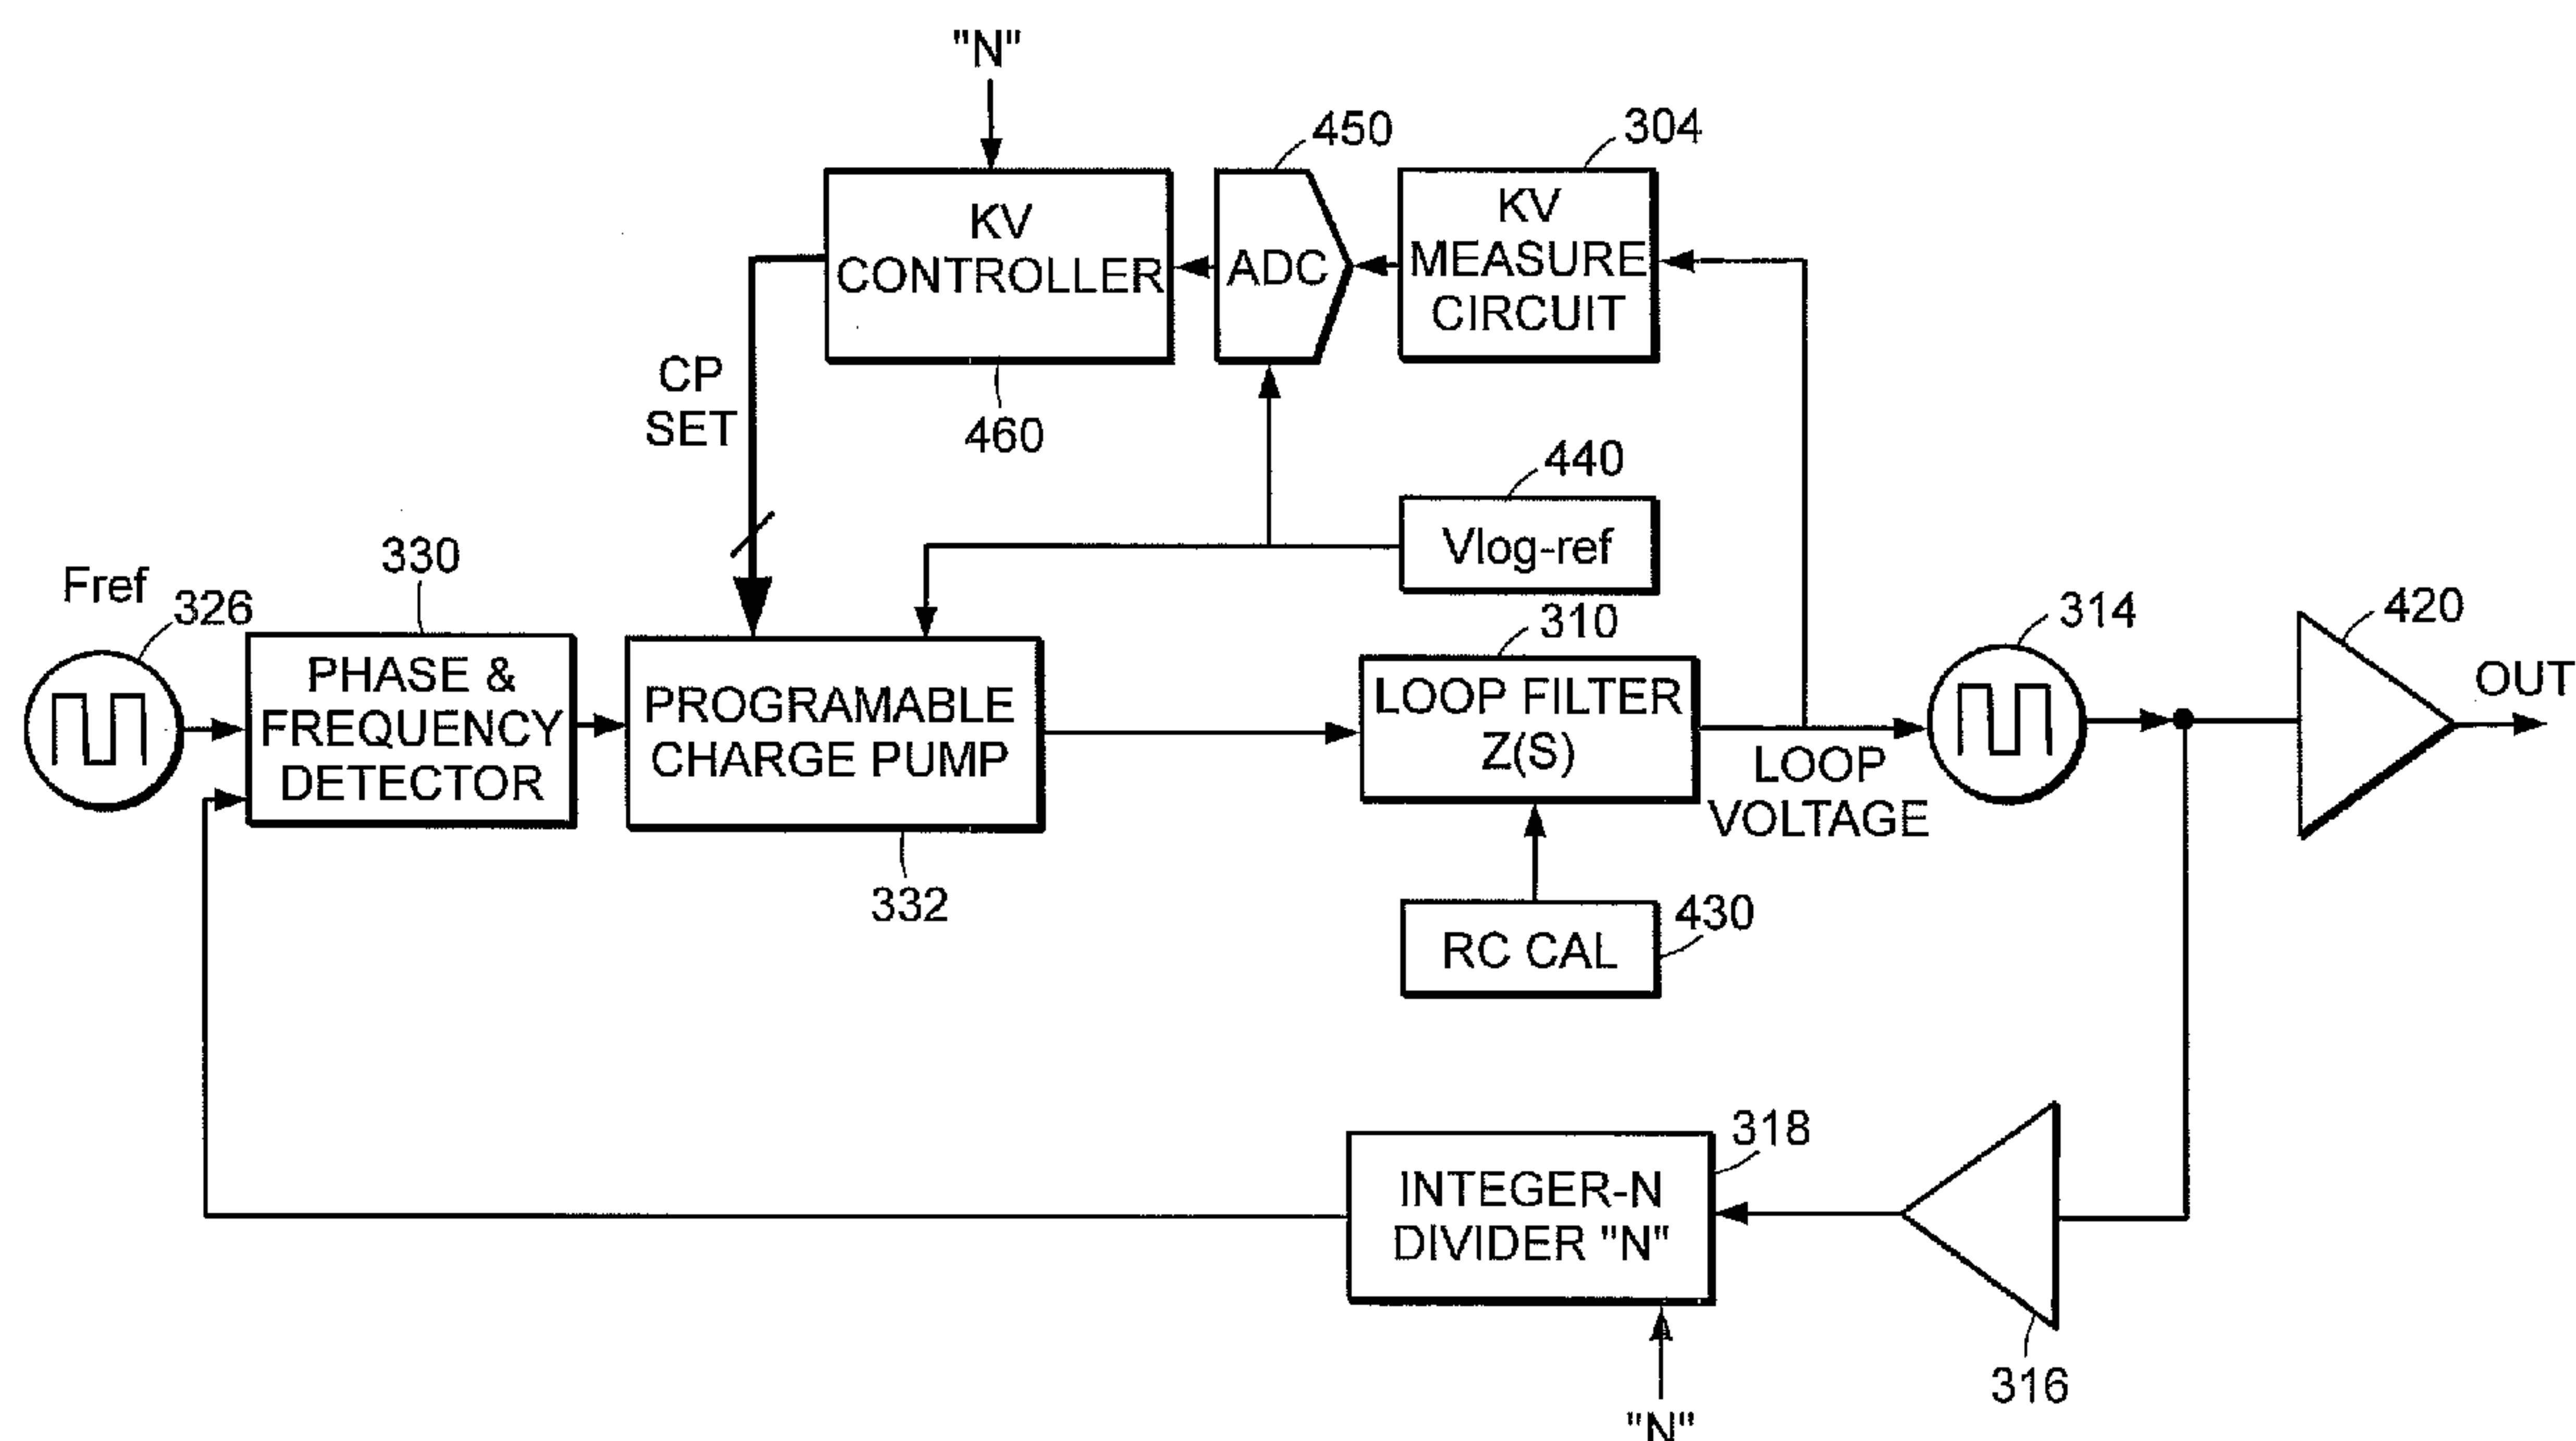 "N"
450
304
KV
CONTROLLER
ADC
KV
MEASURE
CIRCUIT
CP
SET
460
440
Vlog-ref
Fref
326
330
PHASE &
FREQUENCY
DETECTOR
PROGRAMABLE
CHARGE PUMP
332
310
LOOP FILTER
Z(S)
LOOP
VOLTAGE
314
420
OUT
RC CAL
430
318
INTEGER-N
DIVIDER "N"
316
"N"